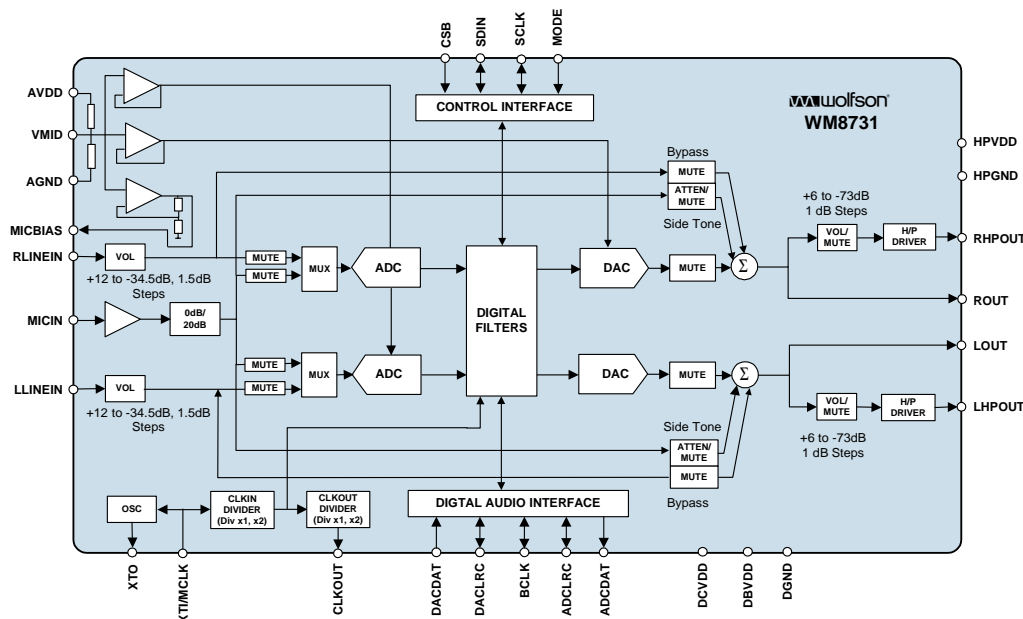 CSB
SDIN
SCLK
MODE
AVDD
VMID
AGND
MICBIAS
RLINEIN
MICIN
LLINEIN
CONTROL INTERFACE
wolfson
WM8731
HPVDD
HPGND
RHPOUT
ROUT
LOUT
LHPOUT
Bypass
MUTE
ATTEN/
MUTE
Side Tone
+6 to -73dB
1 dB Steps
VOL/
MUTE
H/P
DRIVER
VOL
+12 to -34.5dB, 1.5dB
Steps
MUTE
MUTE
MUX
ADC
DIGITAL
FILTERS
DAC
MUTE
Σ
0dB/
20dB
VOL
+12 to -34.5dB, 1.5dB
Steps
MUTE
MUTE
MUX
ADC
DAC
MUTE
Σ
VOL/
MUTE
H/P
DRIVER
+6 to -73dB
1 dB Steps
Side Tone
ATTEN/
MUTE
MUTE
Bypass
OSC
CLKIN
DIVIDER
(Div x1, x2)
CLKOUT
DIVIDER
(Div x1, x2)
DIGTAL AUDIO INTERFACE
XTO
XTI/MCLK
CLKOUT
DACDAT
DACLRC
BCLK
ADCLRC
ADCDAT
DCVDD
DBVDD
DGND